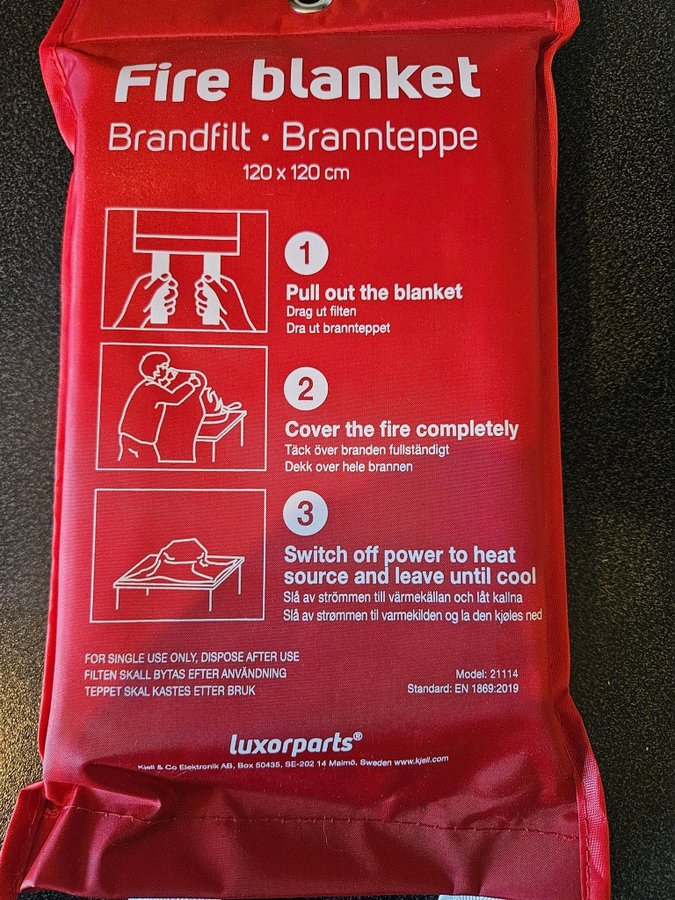 Fire blanket
Brandfilt · Brannteppe
120 x 120 cm
1
Pull out the blanket
Drag ut filten
Dra ut brannteppet
2
Cover the fire completely
Täck över branden fullständigt
Dekk over hele brannen
3
Switch off power to heat
source and leave until cool
Slå av strömmen till värmekällan och låt kallna
Slå av strømmen til varmekilden og la den kjøles ned
FOR SINGLE USE ONLY, DISPOSE AFTER USE
FILTEN SKALL BYTAS EFTER ANVÄNDNING
TEPPET SKAL KASTES ETTER BRUK
Model: 21114
Standard: EN 1869:2019
luxorparts®
Kjell & Co Elektronik AB, Box 50435, SE-202 14 Malmö, Sweden www.kjell.com